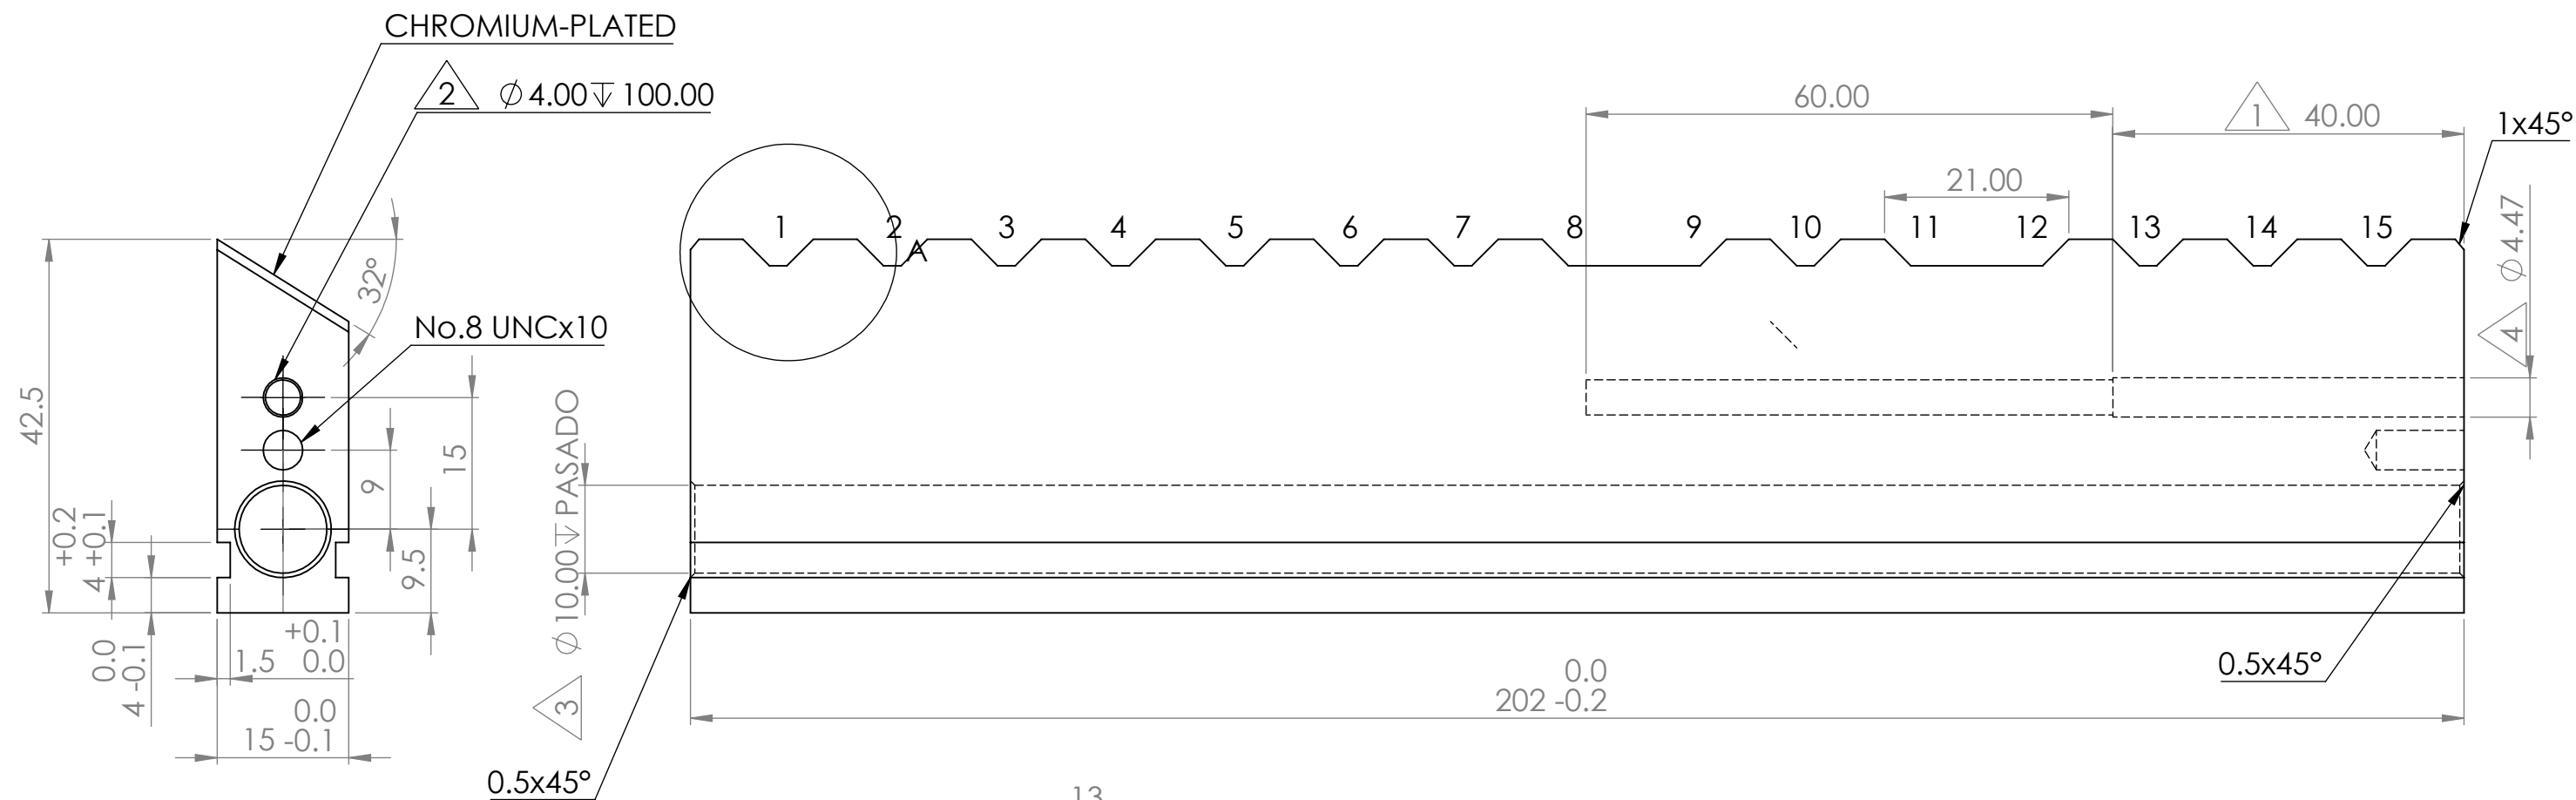 CHROMIUM-PLATED
2 ∅4.00↧100.00
60.00
1 40.00
1x45°
21.00
1 2 3 4 5 6 7 8 9 10 11 12 13 14 15
A
∅4.47
4
32°
No.8 UNCx10
42.5
15
9
9.5
+0.2
4 +0.1
0.0
4 -0.1
+0.1
1.5 0.0
0.0
15 -0.1
3 ∅10.00↧PASADO
0.5x45°
0.0
202 -0.2
0.5x45°
13